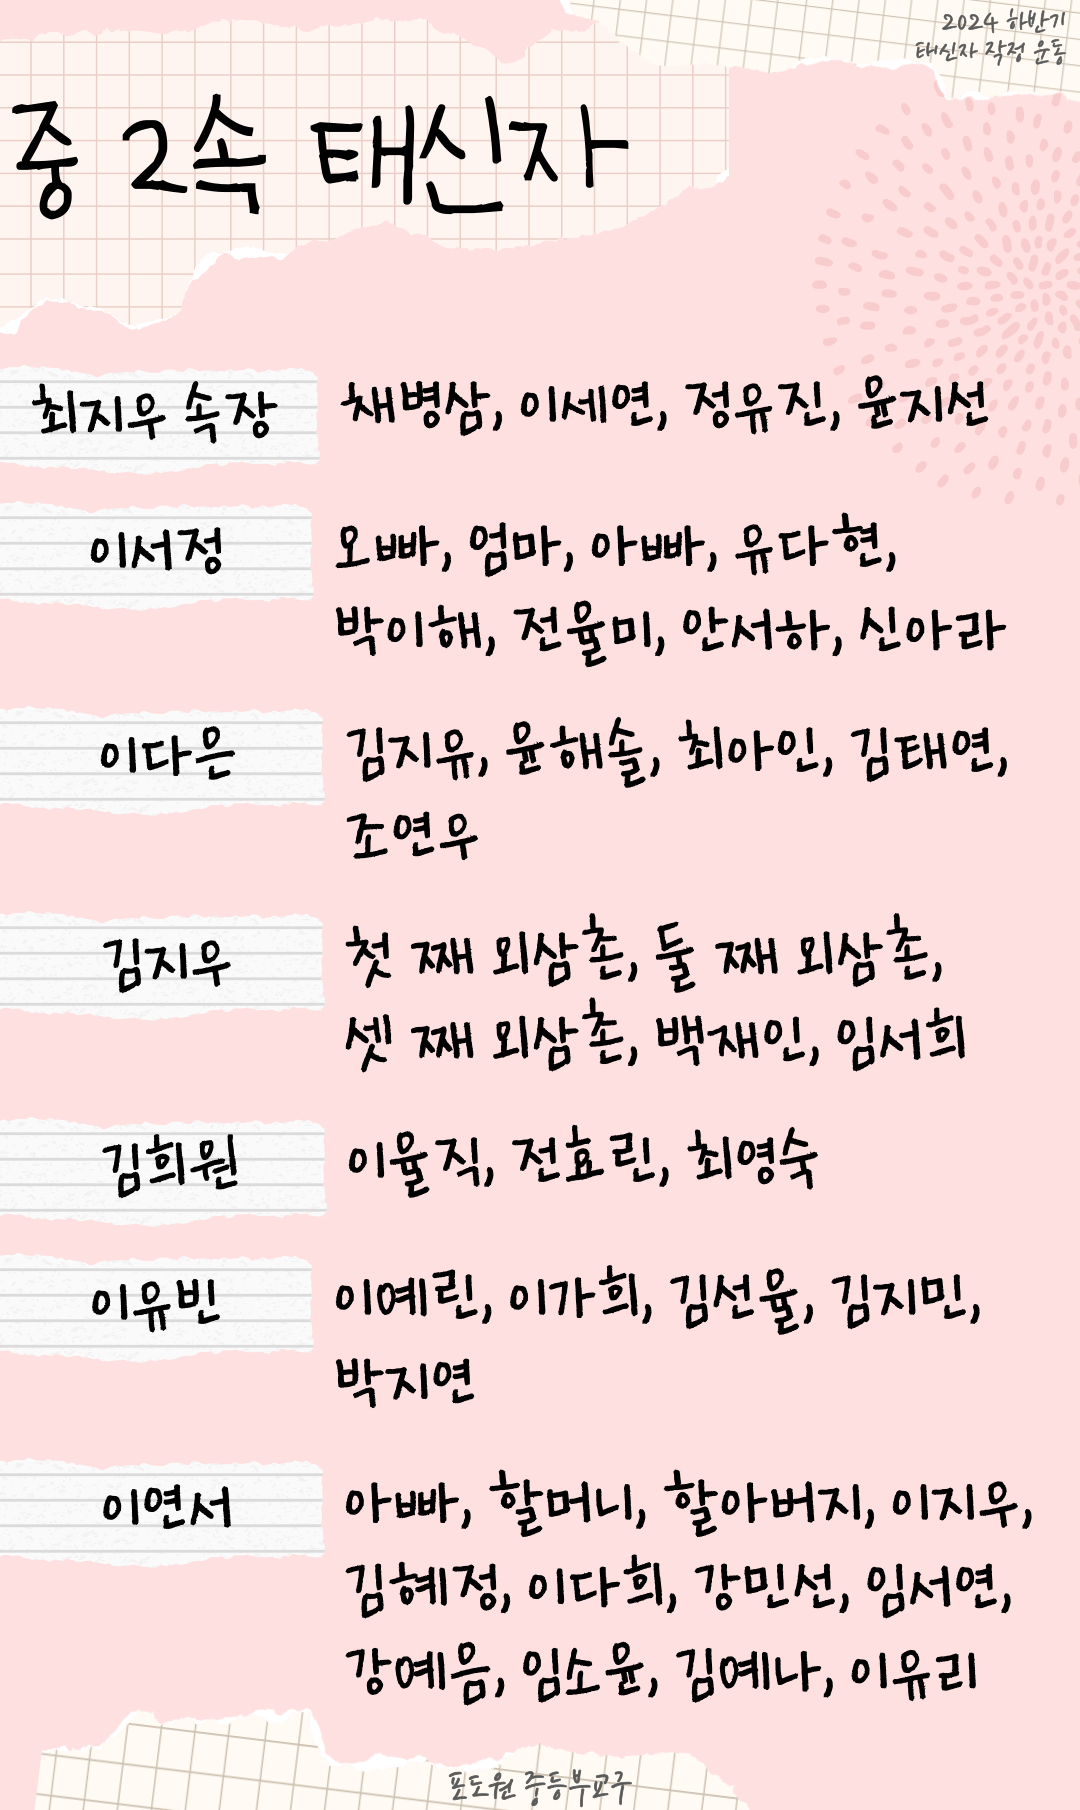 2024 하반기
태신자 작정 운동
중 2속 태신자
최지우 속장 채병삼, 이세연, 정유진, 윤지선
이서정 오빠, 엄마, 아빠, 유다현,
박이해, 전율미, 안서하, 신아라
이다은 김지유, 윤해솔, 최아인, 김태연,
조연우
김지우 첫 째 외삼촌, 둘 째 외삼촌,
셋 째 외삼촌, 백재인, 임서희
김희원 이율직, 전효린, 최영숙
이유빈 이예린, 이가희, 김선율, 김지민,
박지연
이연서 아빠, 할머니, 할아버지, 이지우,
김혜정, 이다희, 강민선, 임서연,
강예음, 임소윤, 김예나, 이유리
포도원 중등부교구